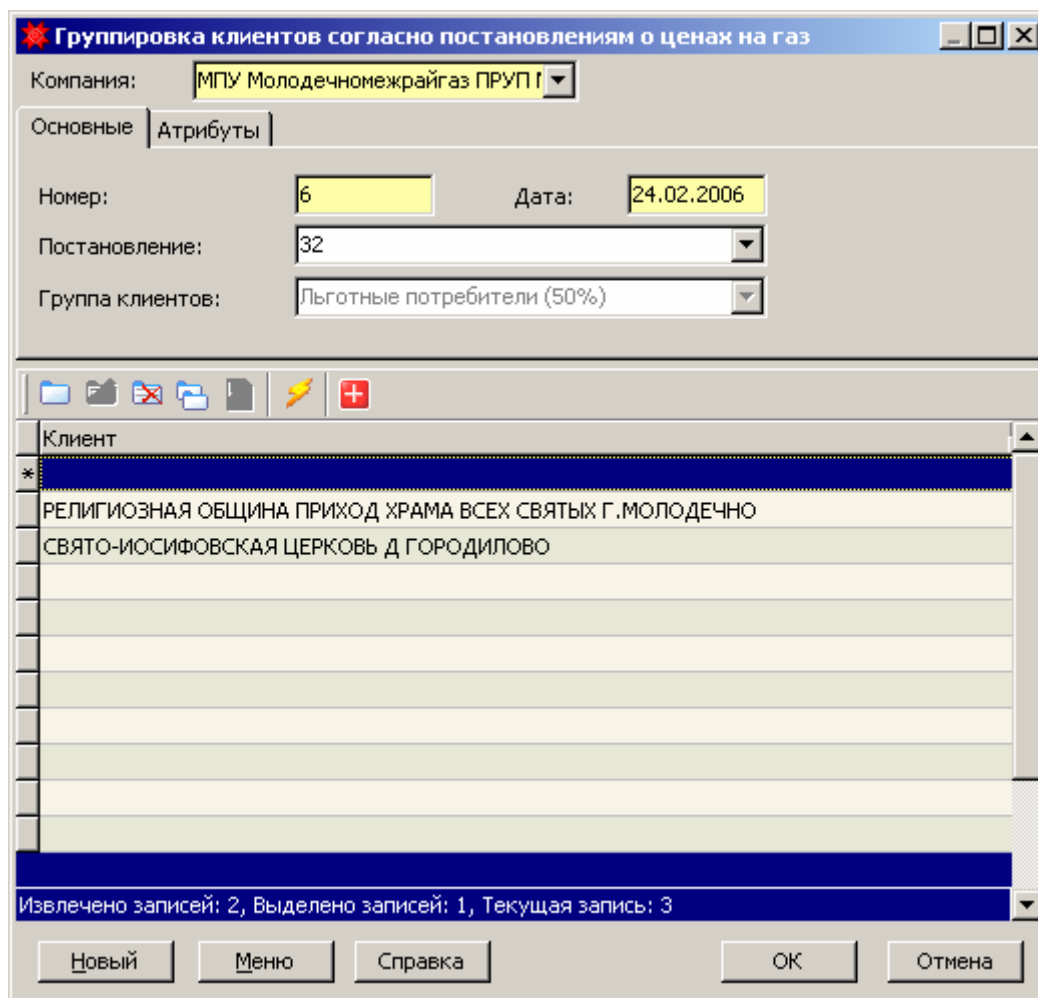 Группировка клиентов согласно постановлениям о ценах на газ
Компания: МПУ Молодечномежрайгаз ПРУП
Основные Атрибуты
Номер: 6 Дата: 24.02.2006
Постановление: 32
Группа клиентов: Льготные потребители (50%)
Клиент
*
РЕЛИГИОЗНАЯ ОБЩИНА ПРИХОД ХРАМА ВСЕХ СВЯТЫХ Г.МОЛОДЕЧНО
СВЯТО-ИОСИФОВСКАЯ ЦЕРКОВЬ Д ГОРОДИЛОВО
Извлечено записей: 2, Выделено записей: 1, Текущая запись: 3
Новый Меню Справка ОК Отмена